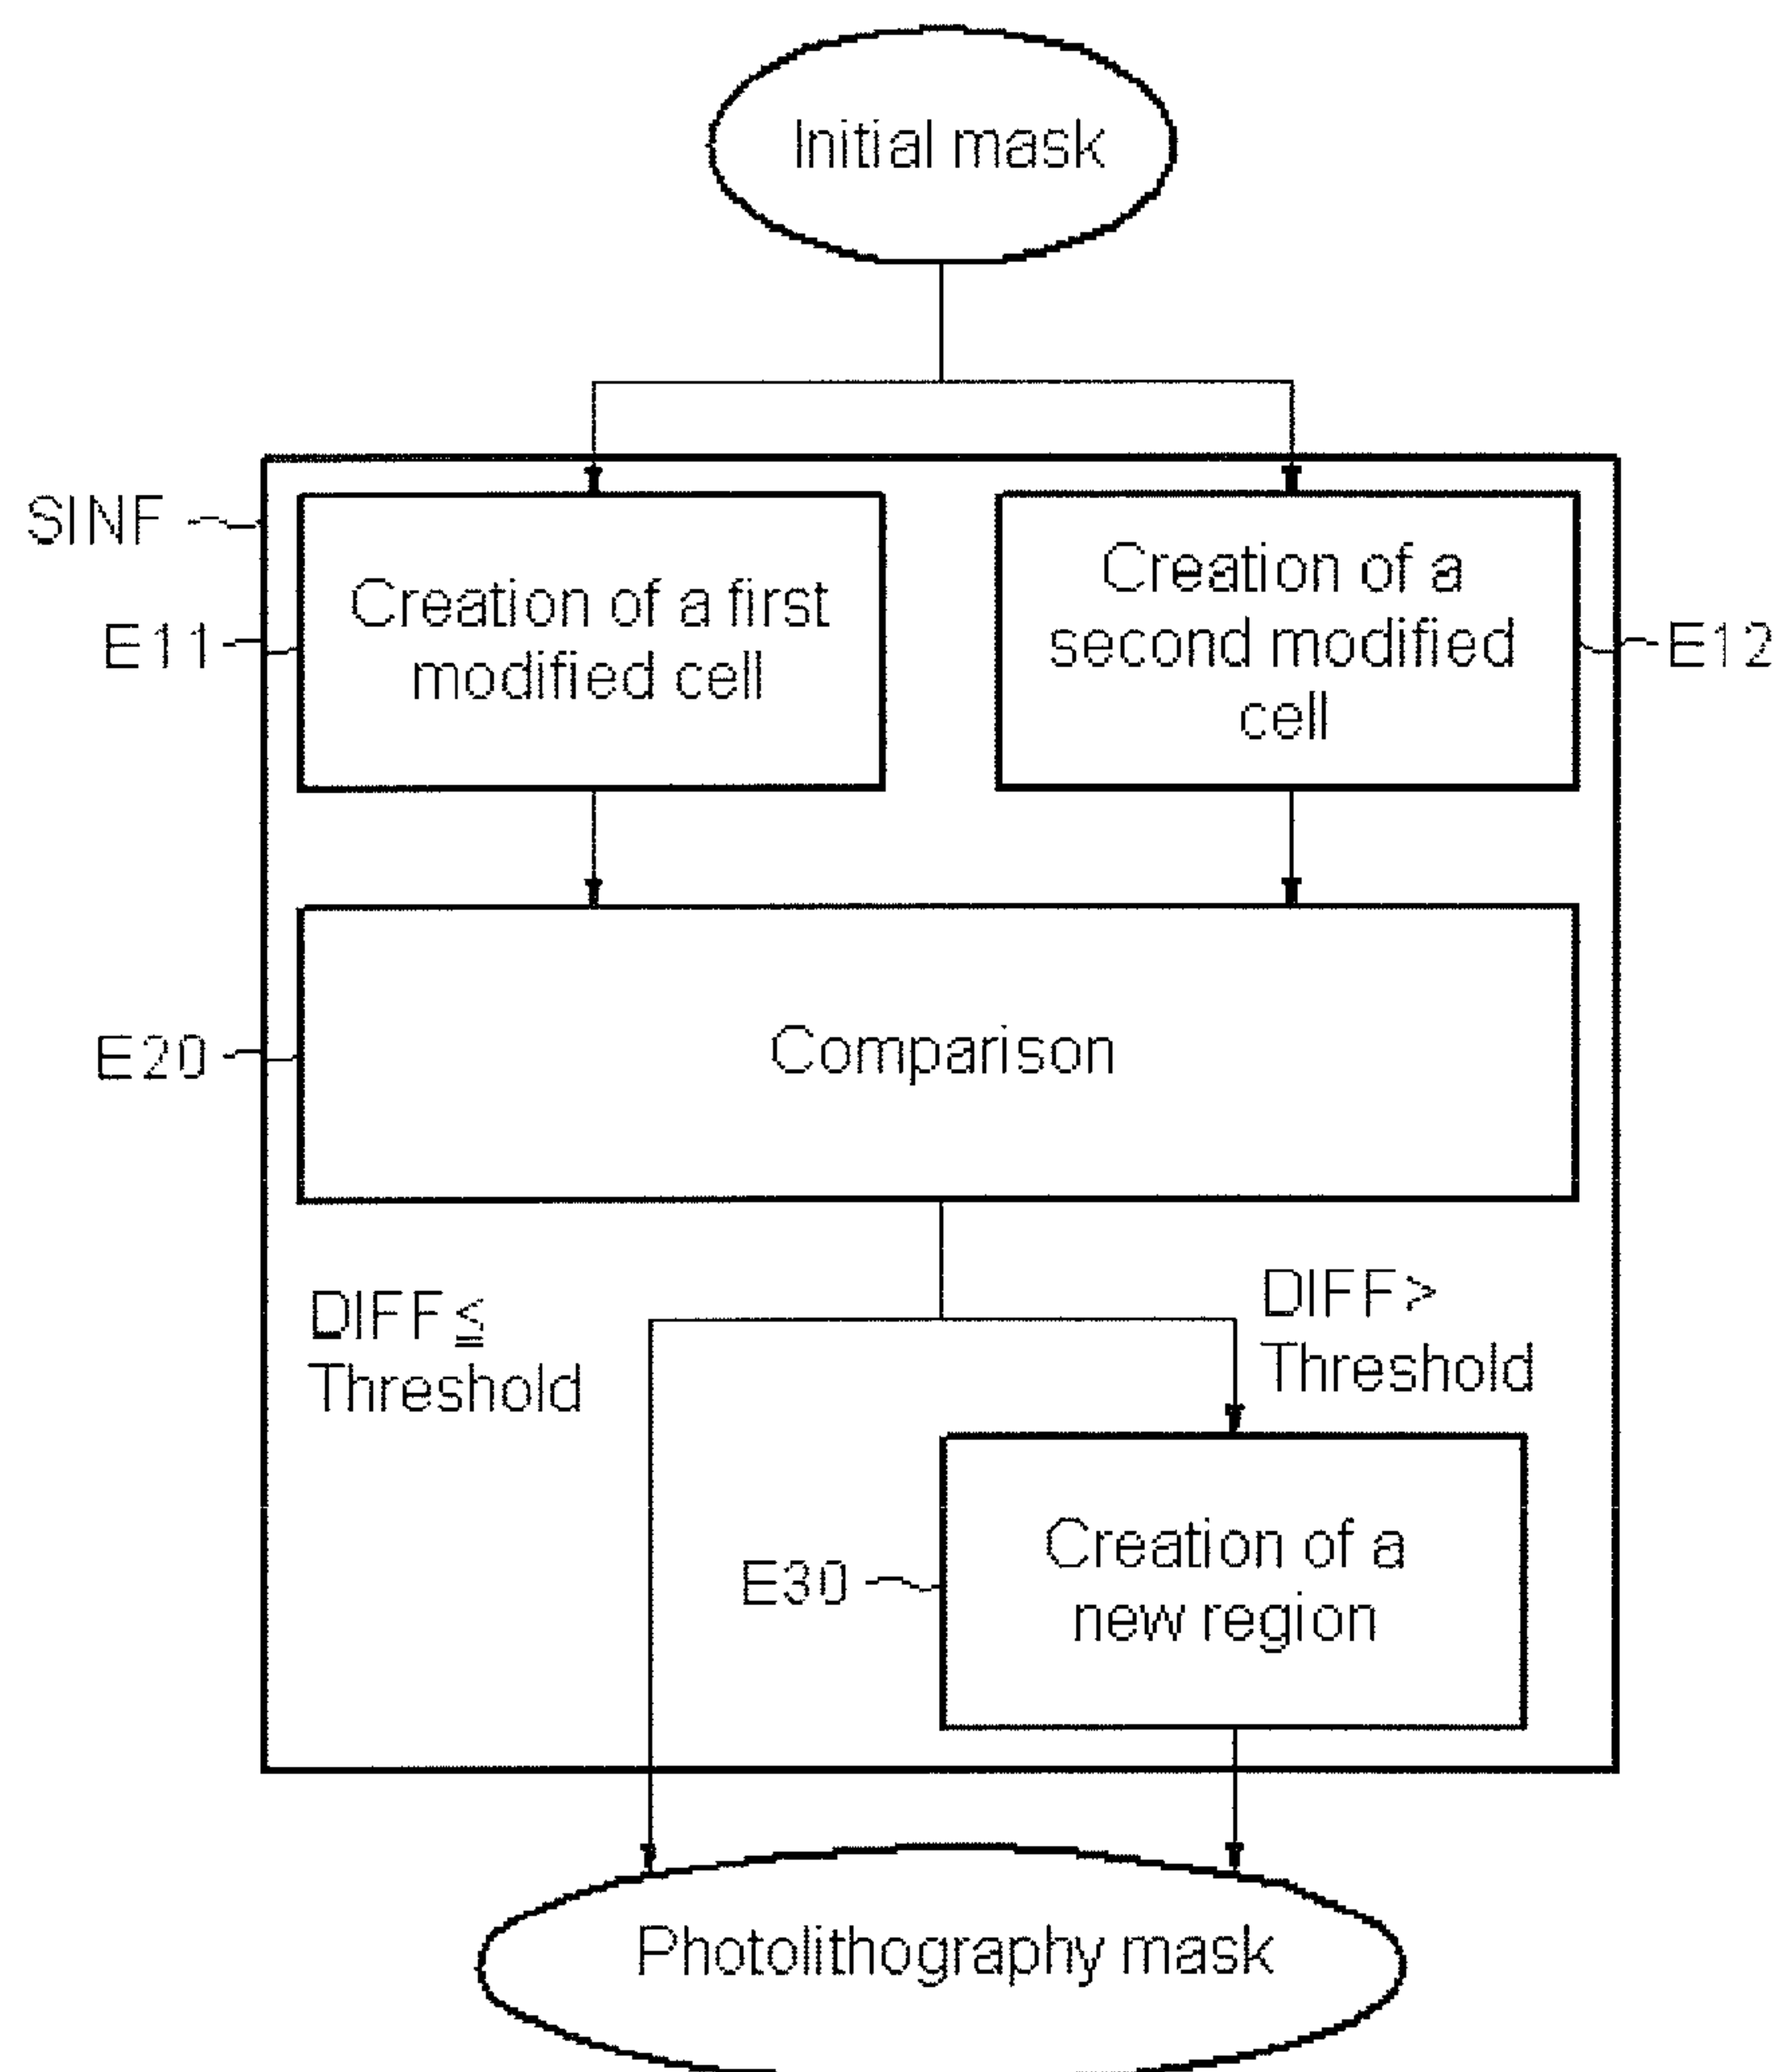 Initial mask
SINF
E11
Creation of a first
modified cell
Creation of a
second modified
cell
E12
E20
Comparison
DIFF≦
Threshold
DIFF>
Threshold
E30
Creation of a
new region
Photolithography mask